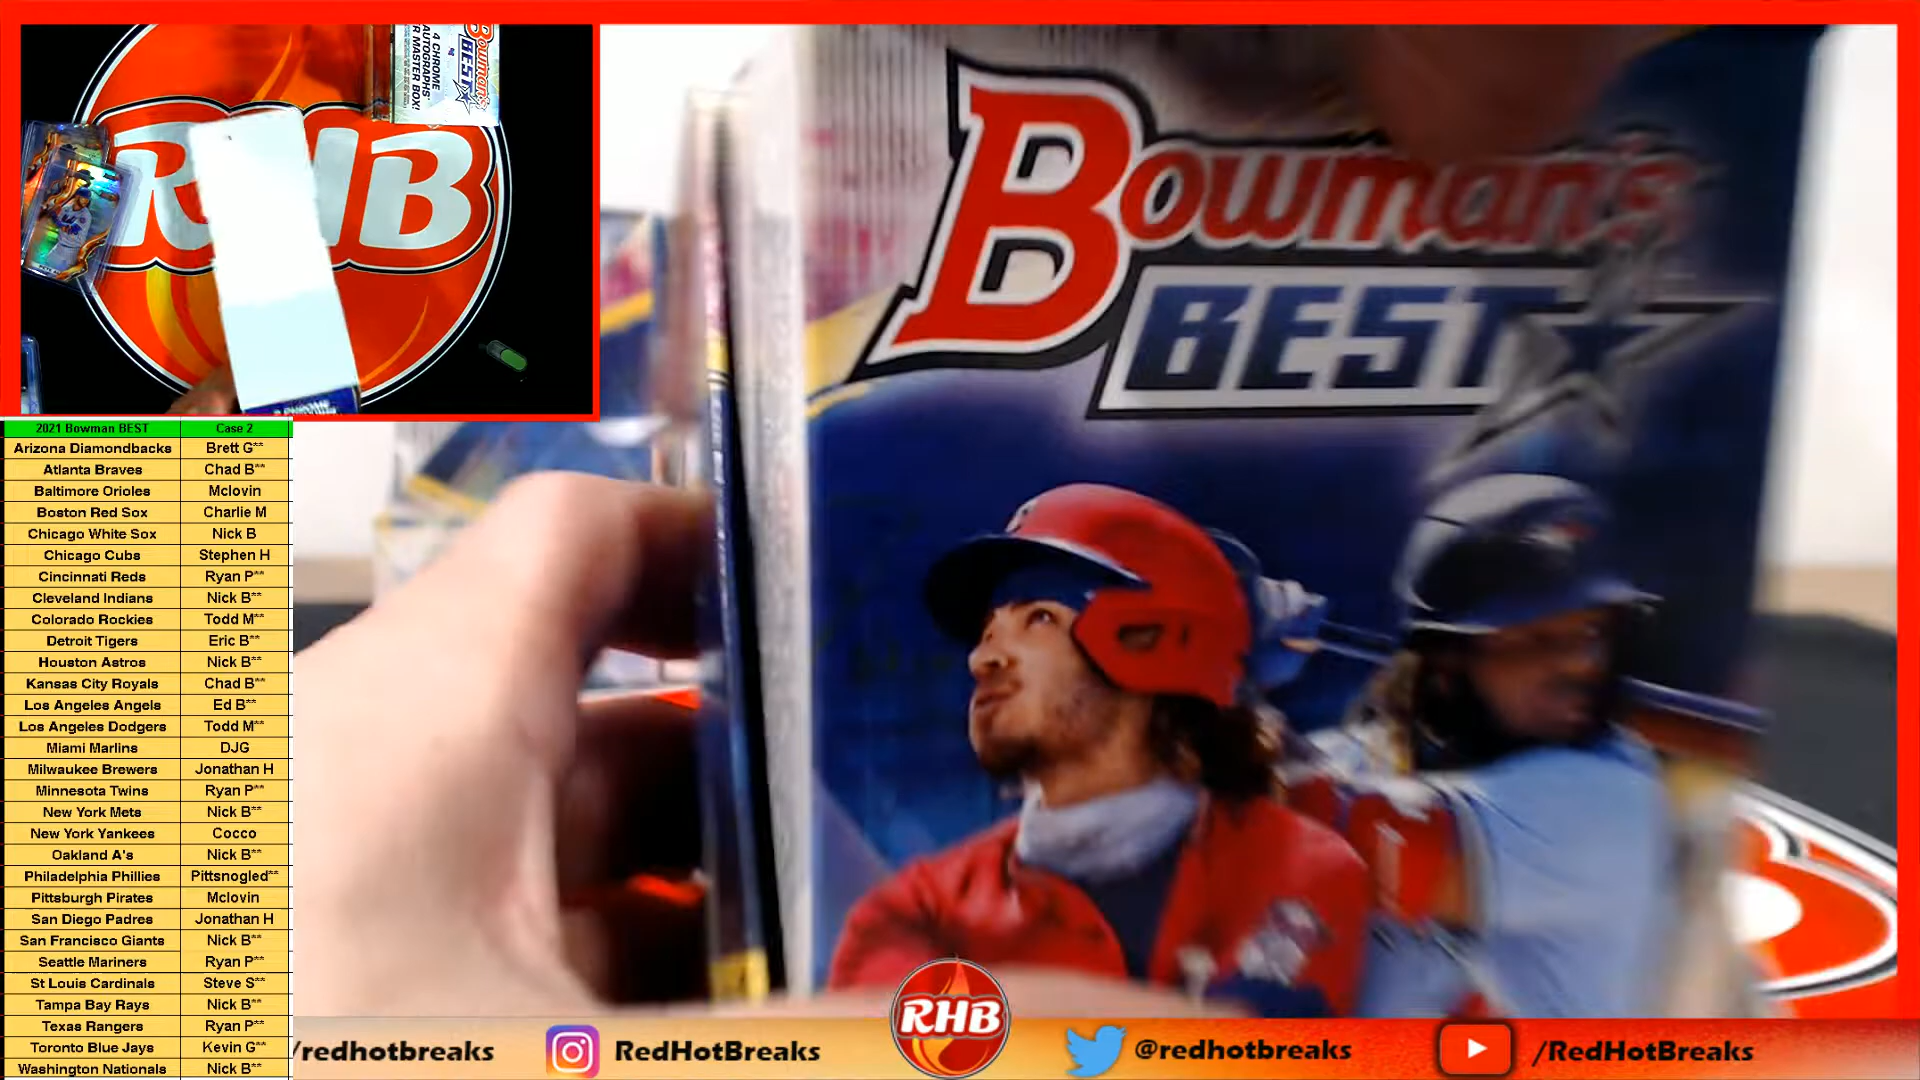 BOWMAN'S
BEST
4 CHROME
AUTOGRAPHS
R MASTER BOX!
RHB
BOWMAN'S
BEST
2021 Bowman BEST Case 2
Arizona Diamondbacks Brett G**
Atlanta Braves Chad B**
Baltimore Orioles Mclovin
Boston Red Sox Charlie M
Chicago White Sox Nick B
Chicago Cubs Stephen H
Cincinnati Reds Ryan P**
Cleveland Indians Nick B**
Colorado Rockies Todd M**
Detroit Tigers Eric B**
Houston Astros Nick B**
Kansas City Royals Chad B**
Los Angeles Angels Ed B**
Los Angeles Dodgers Todd M**
Miami Marlins DJG
Milwaukee Brewers Jonathan H
Minnesota Twins Ryan P**
New York Mets Nick B**
New York Yankees Cocco
Oakland A's Nick B**
Philadelphia Phillies Pittsnogled**
Pittsburgh Pirates Mclovin
San Diego Padres Jonathan H
San Francisco Giants Nick B**
Seattle Mariners Ryan P**
St Louis Cardinals Steve S**
Tampa Bay Rays Nick B**
Texas Rangers Ryan P**
Toronto Blue Jays Kevin G**
Washington Nationals Nick B**
/redhotbreaks RedHotBreaks RHB @redhotbreaks /RedHotBreaks